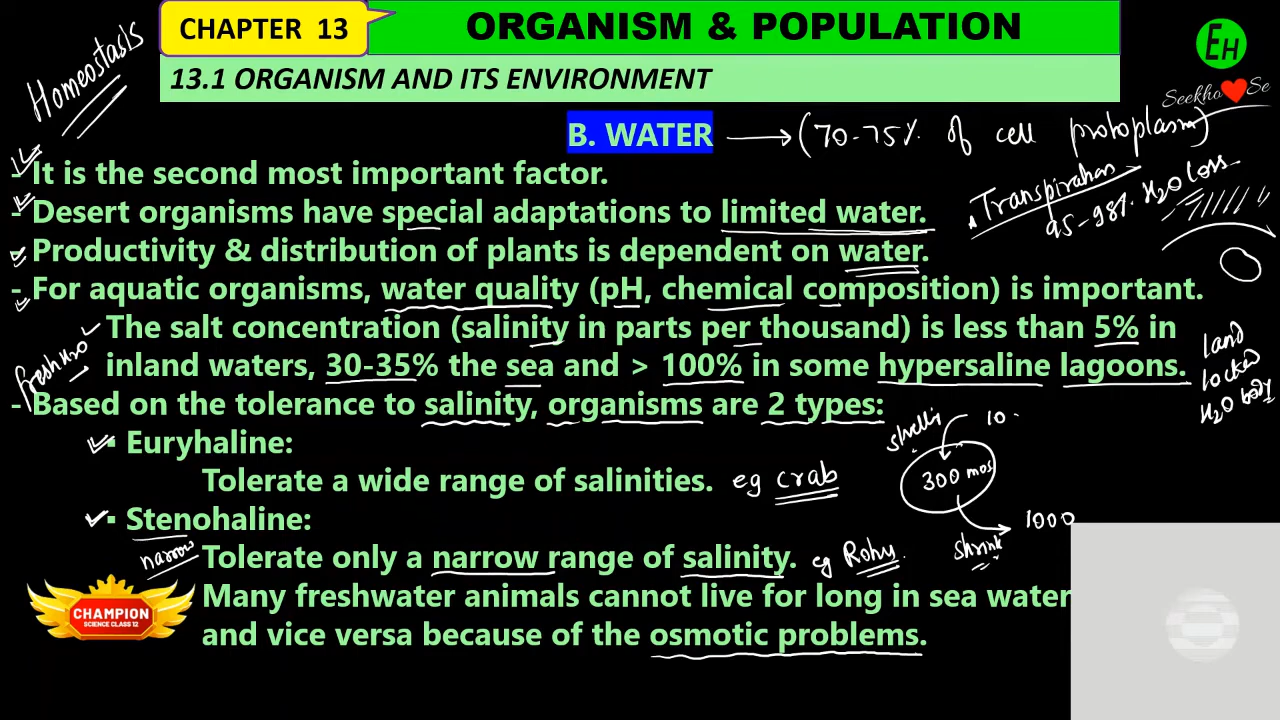 CHAPTER 13
ORGANISM & POPULATION
EH
13.1 ORGANISM AND ITS ENVIRONMENT
Seekho ❤ Se
Homeostasis
B. WATER → (70-75% of cell protoplasm)
- It is the second most important factor.
Transpiration
95-98% H2O Loss
- Desert organisms have special adaptations to limited water.
- Productivity & distribution of plants is dependent on water.
- For aquatic organisms, water quality (pH, chemical composition) is important.
The salt concentration (salinity in parts per thousand) is less than 5% in
inland waters, 30-35% the sea and > 100% in some hypersaline lagoons.
fresh H2O
land
locked
H2O body
- Based on the tolerance to salinity, organisms are 2 types:
▪ Euryhaline:
Tolerate a wide range of salinities. eg crab
10
300 mos
1000
shrink
▪ Stenohaline:
narrow
Tolerate only a narrow range of salinity. eg Rohu.
Many freshwater animals cannot live for long in sea water
and vice versa because of the osmotic problems.
CHAMPION
SCIENCE CLASS 12